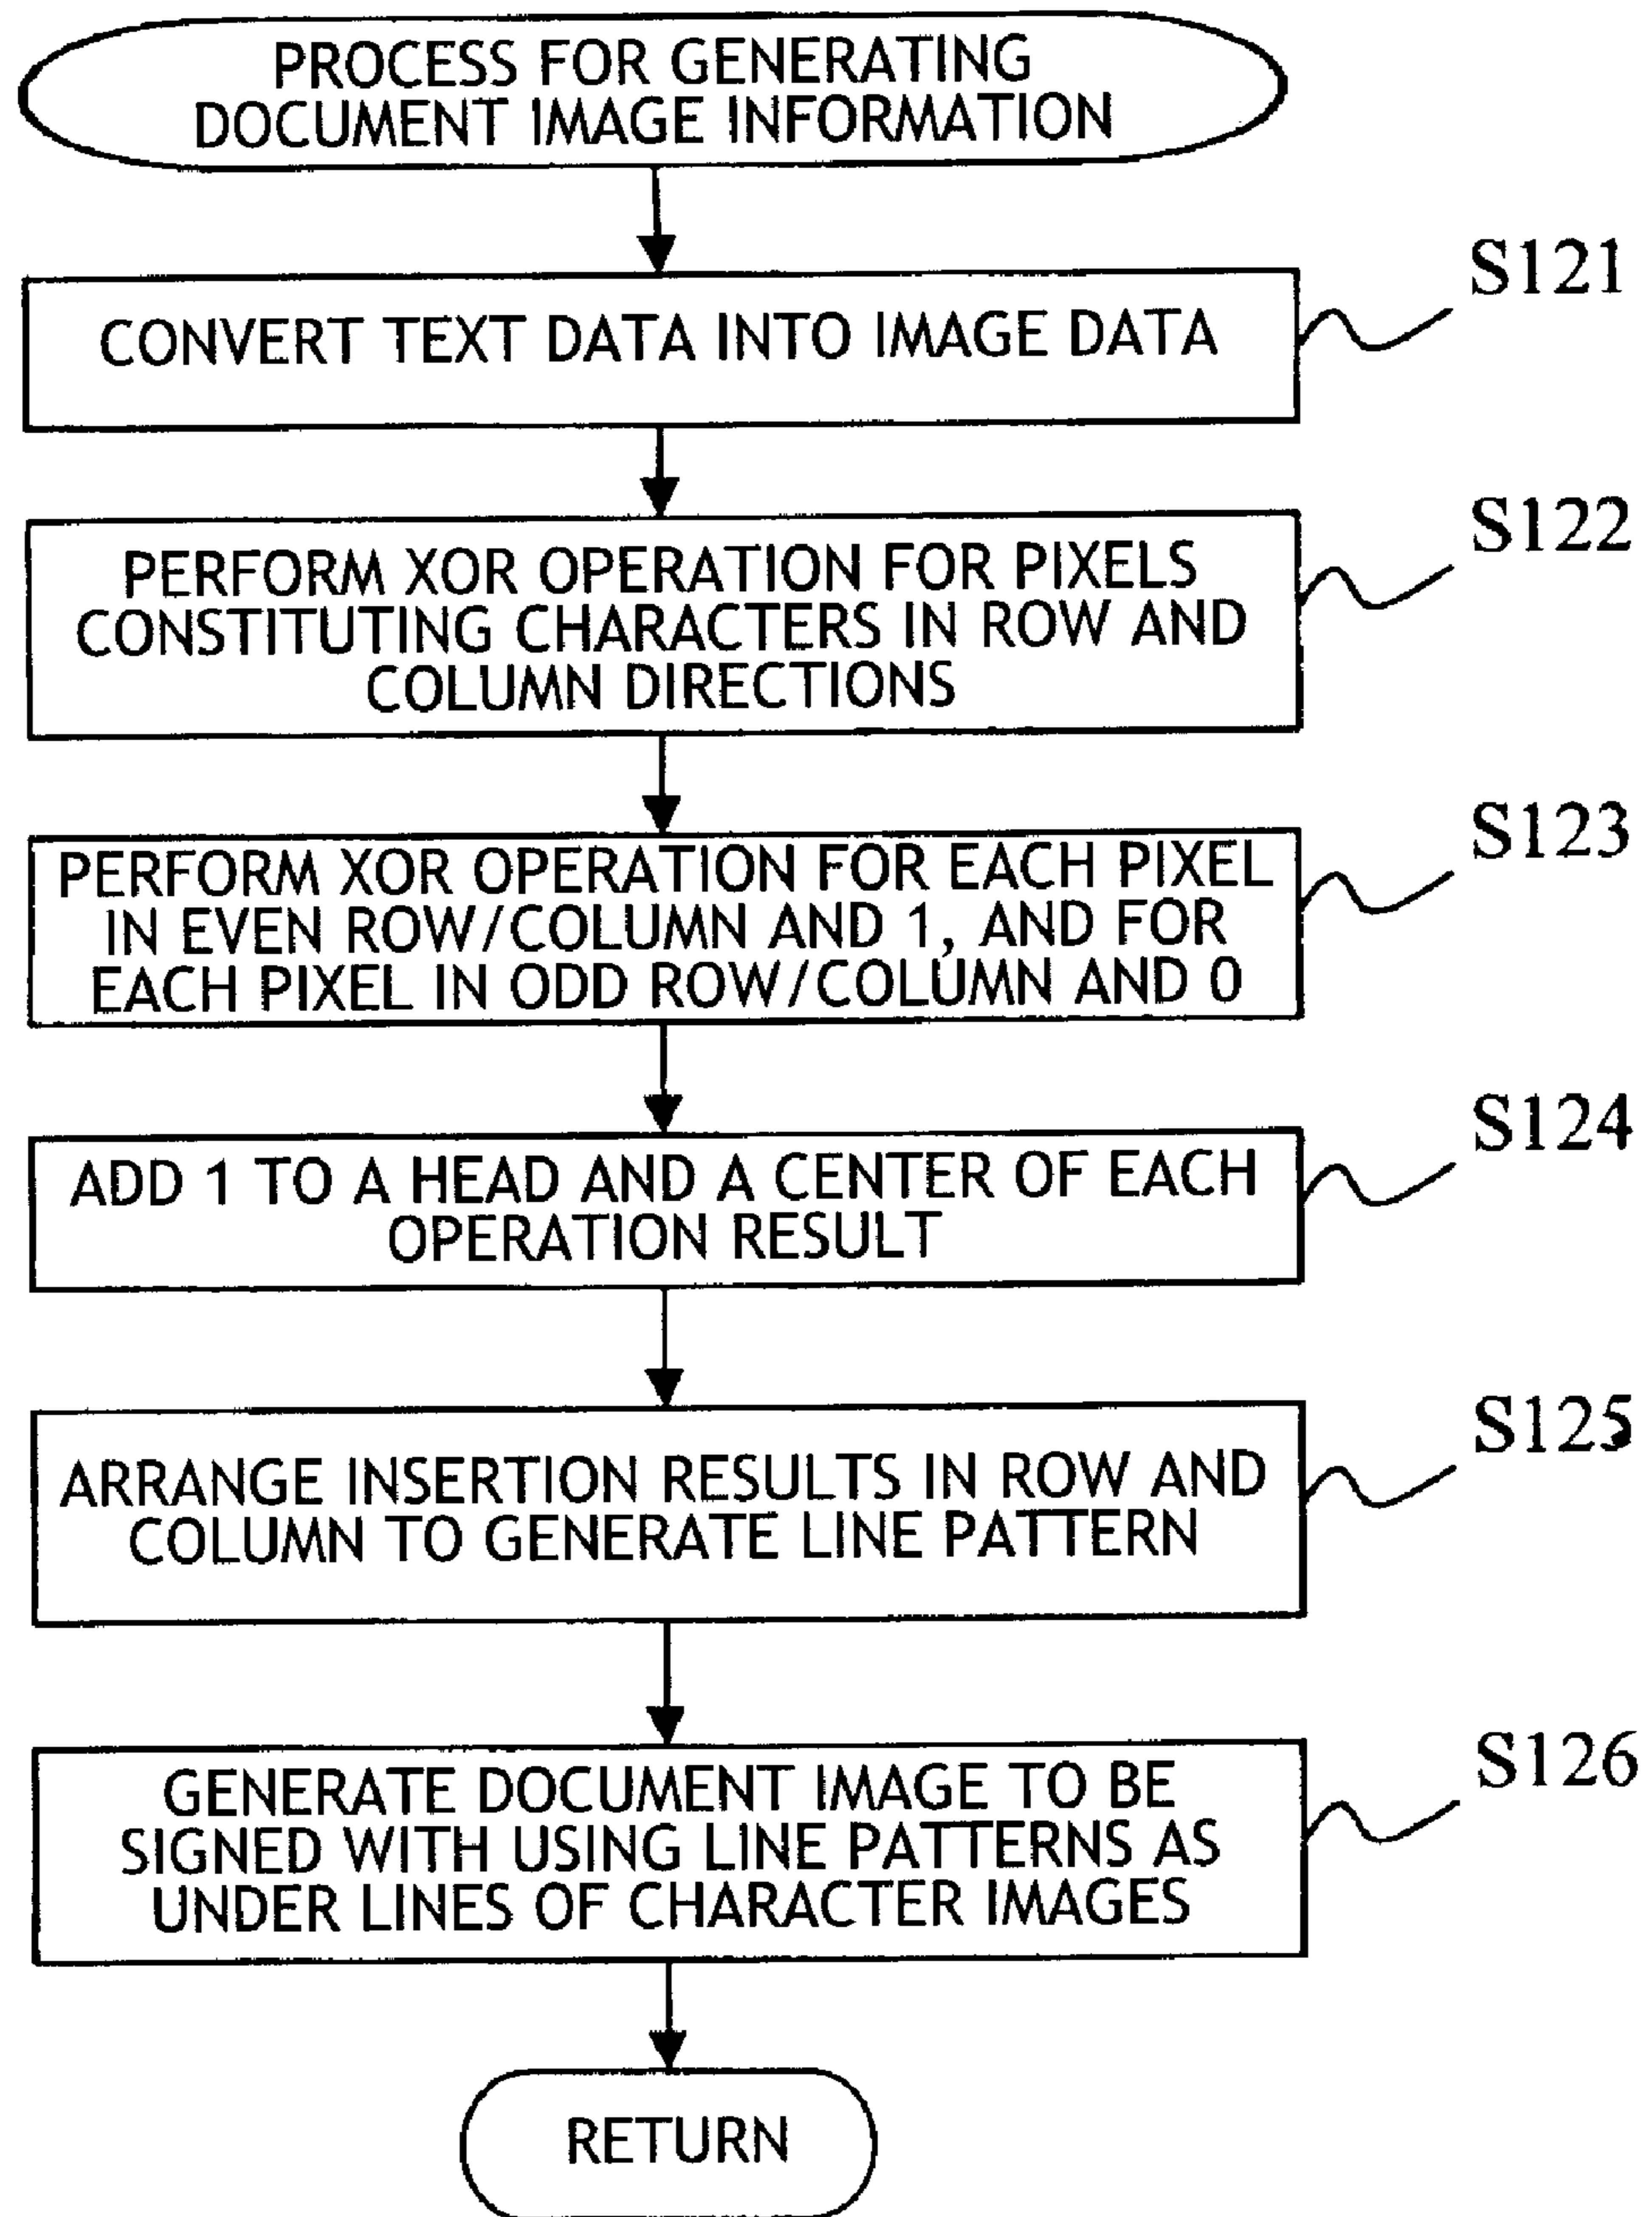 PROCESS FOR GENERATING
DOCUMENT IMAGE INFORMATION
S121
CONVERT TEXT DATA INTO IMAGE DATA
S122
PERFORM XOR OPERATION FOR PIXELS
CONSTITUTING CHARACTERS IN ROW AND
COLUMN DIRECTIONS
S123
PERFORM XOR OPERATION FOR EACH PIXEL
IN EVEN ROW/COLUMN AND 1, AND FOR
EACH PIXEL IN ODD ROW/COLUMN AND 0
S124
ADD 1 TO A HEAD AND A CENTER OF EACH
OPERATION RESULT
S125
ARRANGE INSERTION RESULTS IN ROW AND
COLUMN TO GENERATE LINE PATTERN
S126
GENERATE DOCUMENT IMAGE TO BE
SIGNED WITH USING LINE PATTERNS AS
UNDER LINES OF CHARACTER IMAGES
RETURN